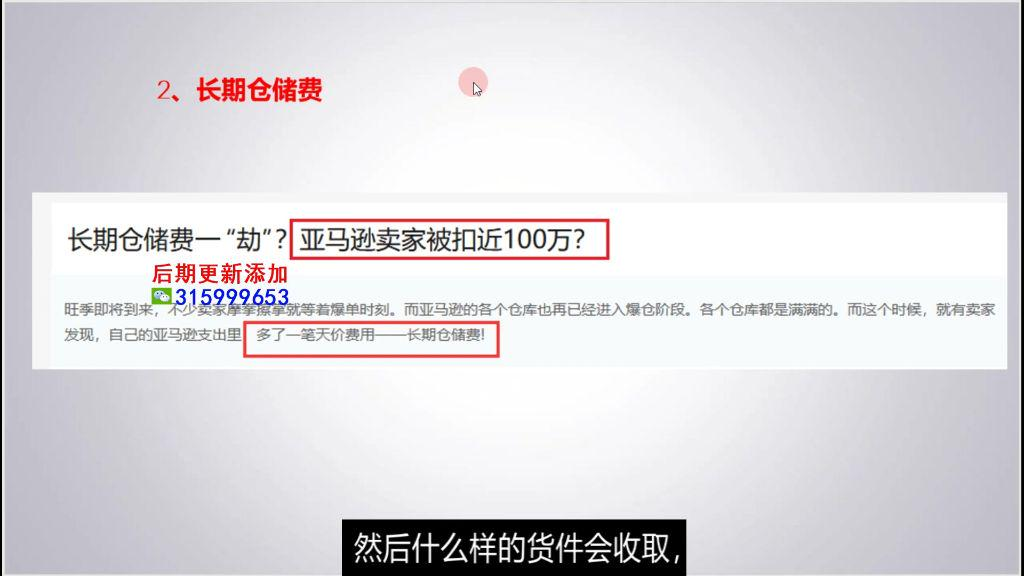 2、长期仓储费
长期仓储费一“劫”？亚马逊卖家被扣近100万？
后期更新添加
315999653
旺季即将到来，不少卖家摩拳擦掌就等着爆单时刻。而亚马逊的各个仓库也再已经进入爆仓阶段。各个仓库都是满满的。而这个时候，就有卖家
发现，自己的亚马逊支出里，多了一笔天价费用——长期仓储费!
然后什么样的货件会收取，